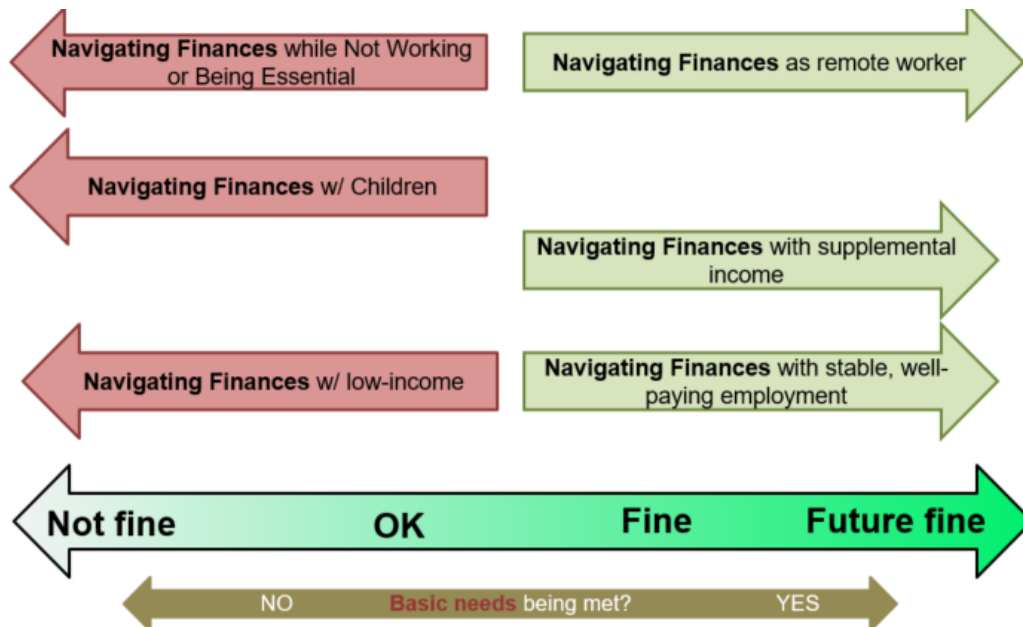 Navigating Finances while Not Working
or Being Essential
Navigating Finances as remote worker
Navigating Finances w/ Children
Navigating Finances with supplemental
income
Navigating Finances w/ low-income
Navigating Finances with stable, well-
paying employment
Not fine OK Fine Future fine
NO Basic needs being met? YES